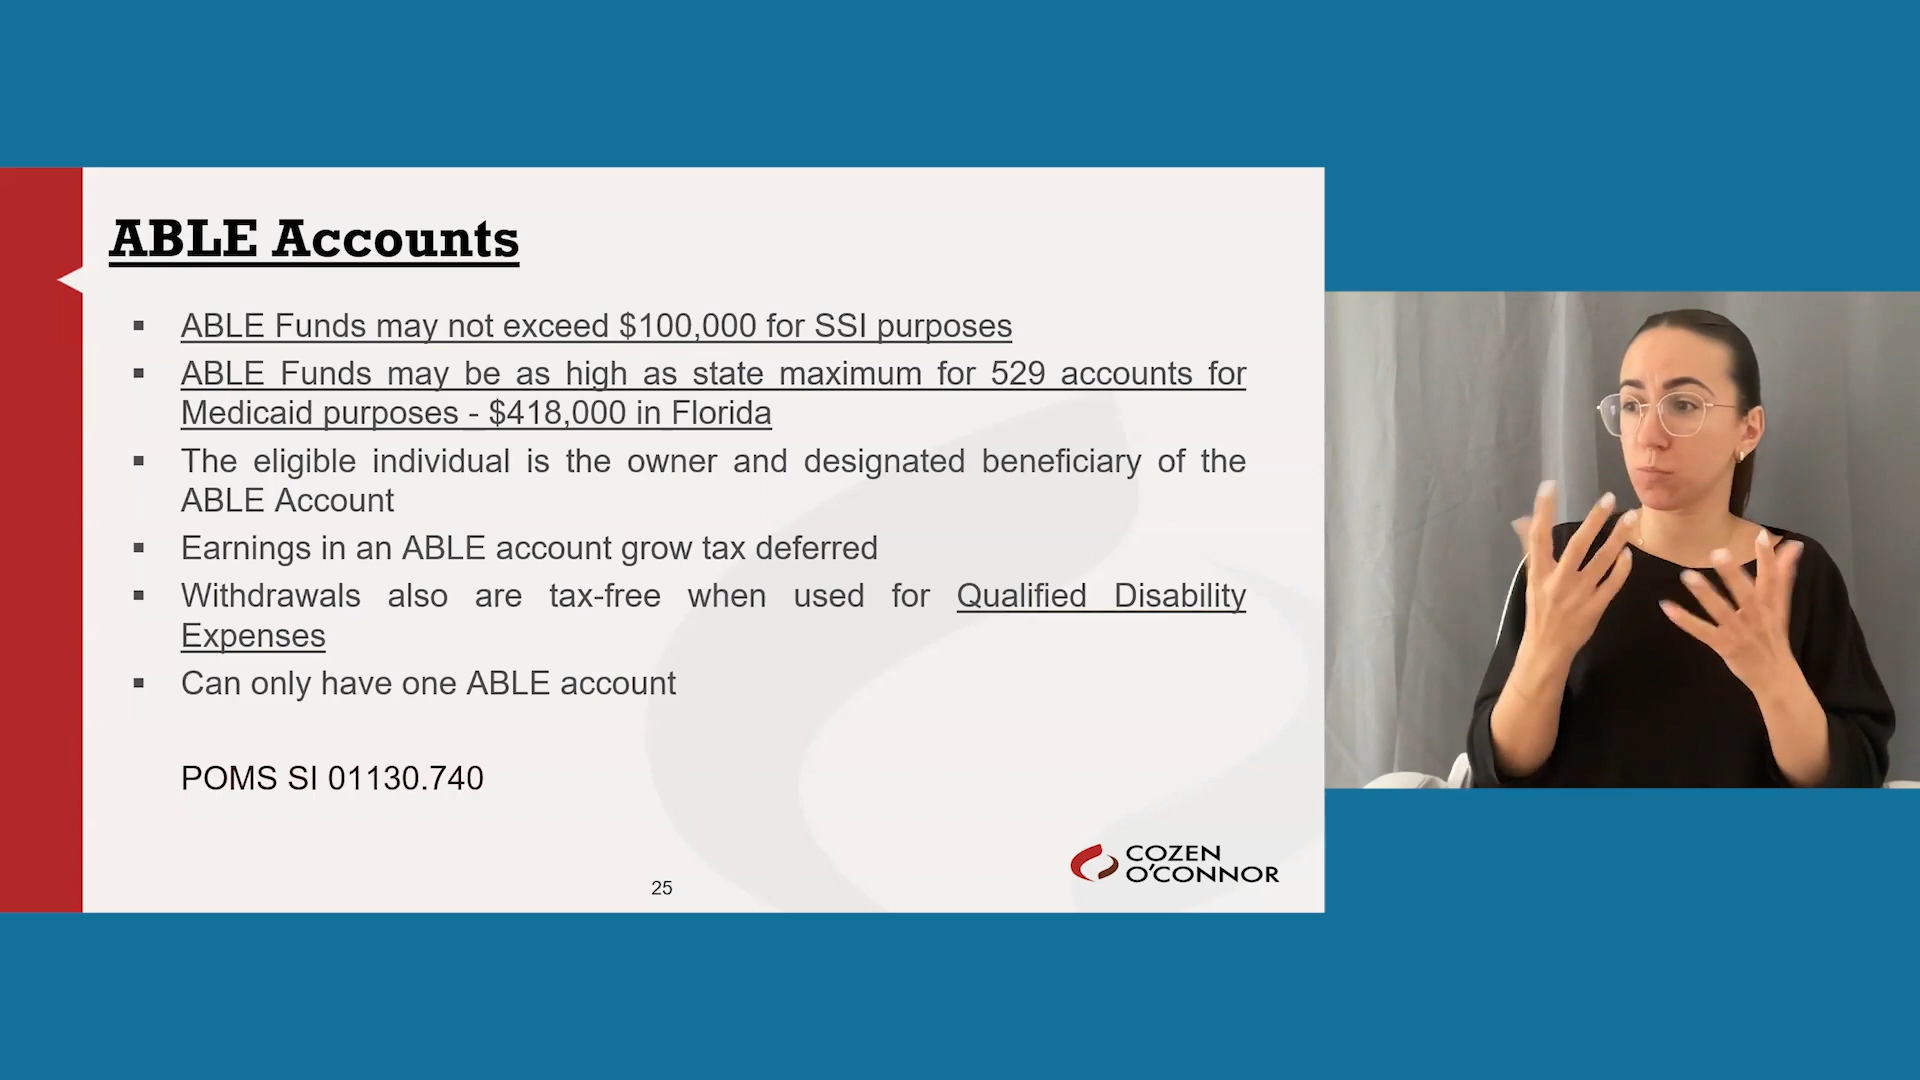 ABLE Accounts
▪ ABLE Funds may not exceed $100,000 for SSI purposes
▪ ABLE Funds may be as high as state maximum for 529 accounts for
Medicaid purposes - $418,000 in Florida
▪ The eligible individual is the owner and designated beneficiary of the
ABLE Account
▪ Earnings in an ABLE account grow tax deferred
▪ Withdrawals also are tax-free when used for Qualified Disability
Expenses
▪ Can only have one ABLE account
POMS SI 01130.740
COZEN
O'CONNOR
25